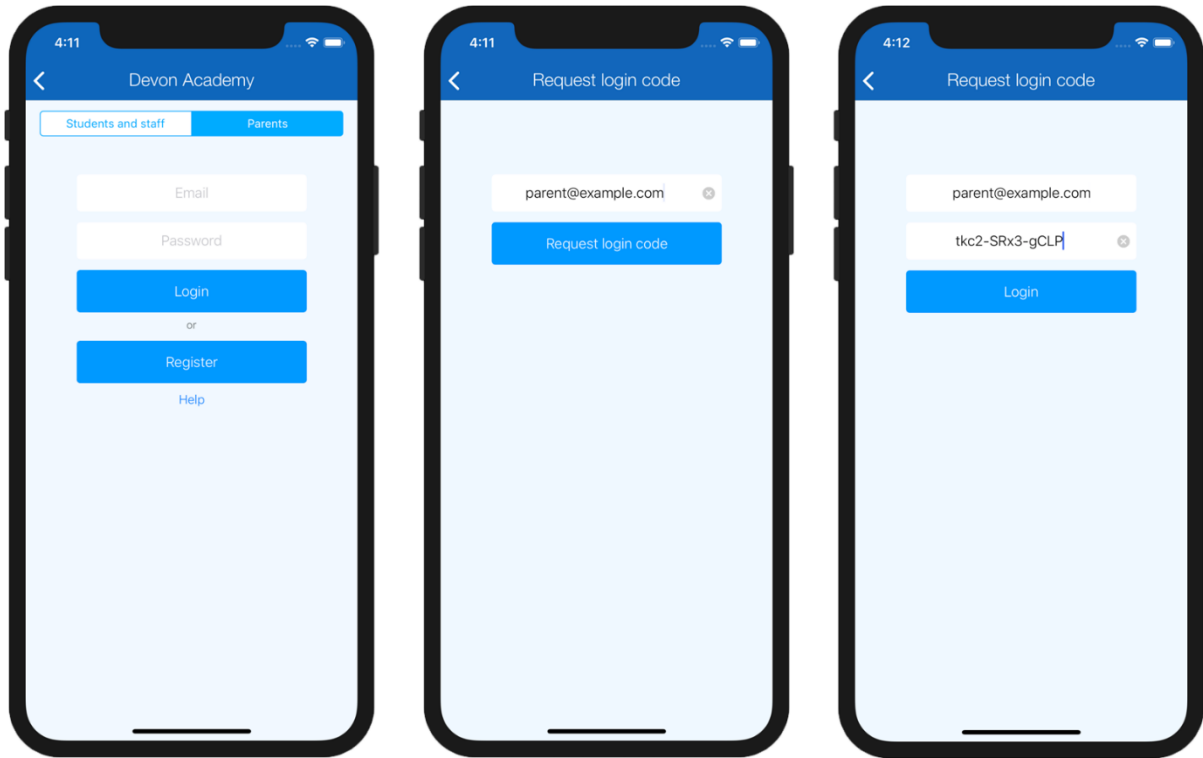 4:11
Devon Academy
Students and staff
Parents
Email
Password
Login
or
Register
Help
4:11
Request login code
parent@example.com
Request login code
4:12
Request login code
parent@example.com
tkc2-SRx3-gCLP
Login